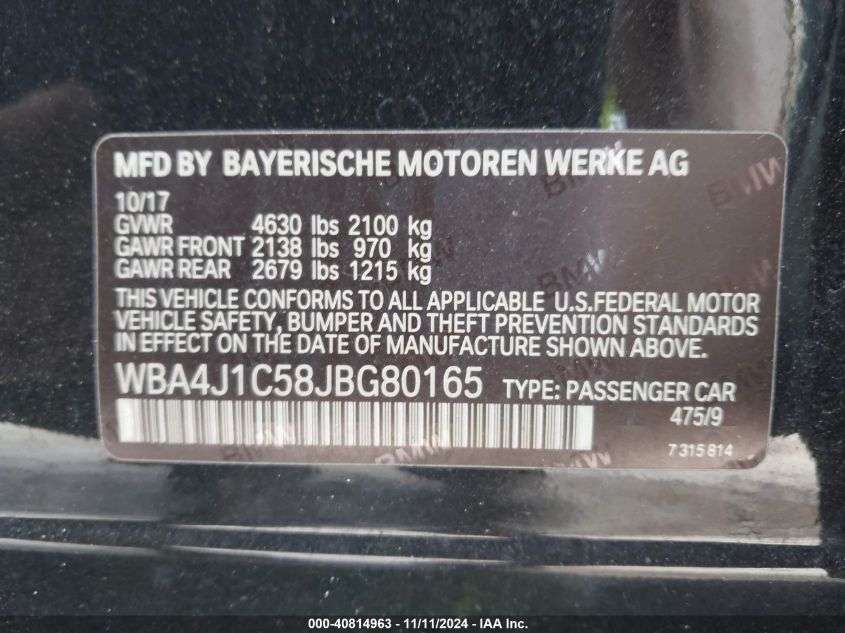 MFD BY BAYERISCHE MOTOREN WERKE AG
10/17
GVWR 4630 lbs 2100 kg
GAWR FRONT 2138 lbs 970 kg
GAWR REAR 2679 lbs 1215 kg
THIS VEHICLE CONFORMS TO ALL APPLICABLE U.S.FEDERAL MOTOR
VEHICLE SAFETY, BUMPER AND THEFT PREVENTION STANDARDS
IN EFFECT ON THE DATE OF MANUFACTURE SHOWN ABOVE.
WBA4J1C58JBG80165 TYPE: PASSENGER CAR
475/9
7 315 814
000-40814963 - 11/11/2024 - IAA Inc.